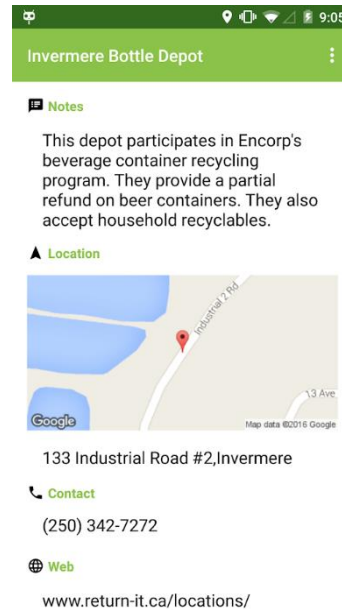 9:05
Invermere Bottle Depot
Notes
This depot participates in Encorp's
beverage container recycling
program. They provide a partial
refund on beer containers. They also
accept household recyclables.
Location
Industrial 2 Rd
3 Ave
Google
Map data ©2016 Google
133 Industrial Road #2,Invermere
Contact
(250) 342-7272
Web
www.return-it.ca/locations/